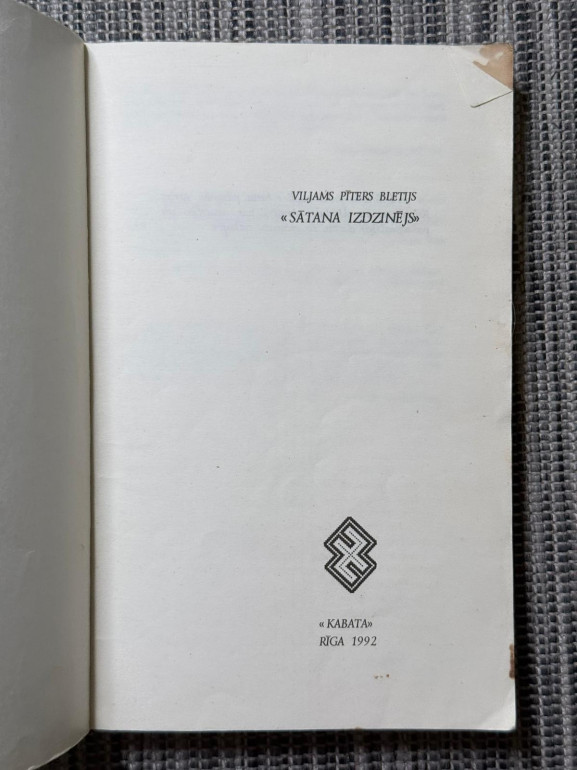 VILJAMS PĪTERS BLETIJS
«SĀTANA IZDZINĒJS»
«KABATA»
RĪGA 1992